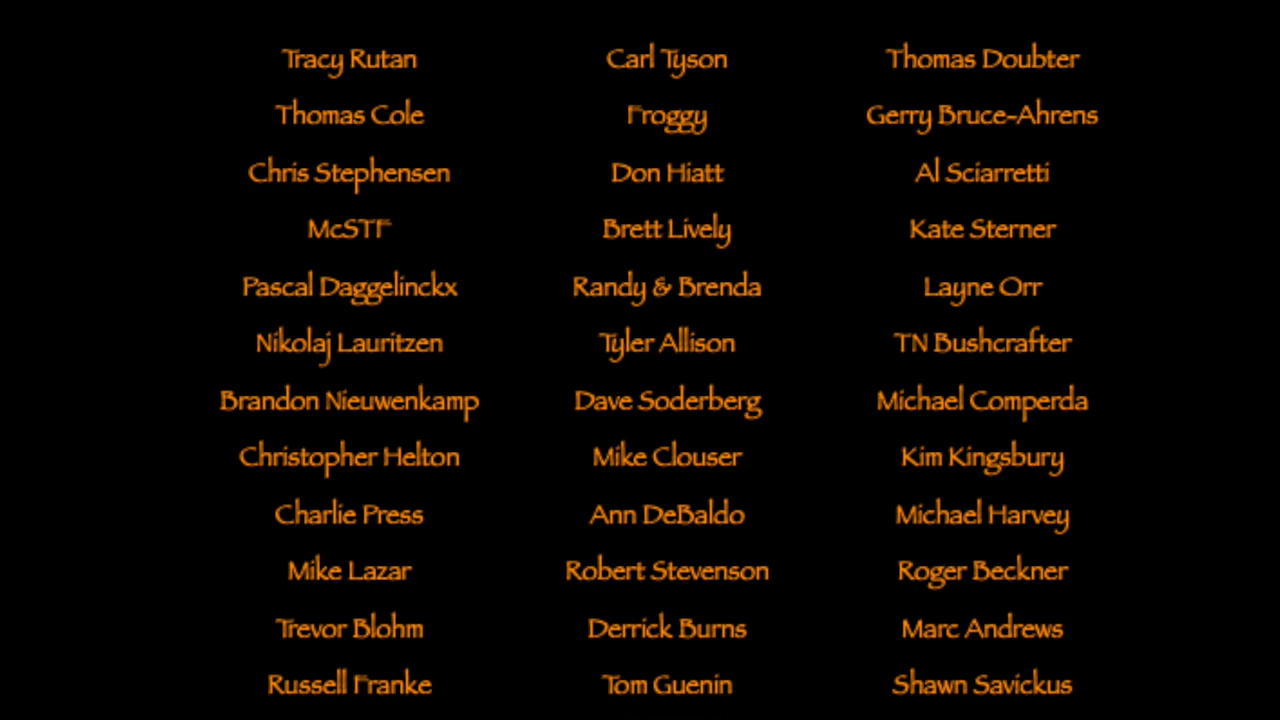 Tracy Rutan Carl Tyson Thomas Doubter
Thomas Cole Froggy Gerry Bruce-Ahrens
Chris Stephensen Don Hiatt Al Sciarretti
McSTF Brett Lively Kate Sterner
Pascal Daggelinckx Randy & Brenda Layne Orr
Nikolaj Lauritzen Tyler Allison TN Bushcrafter
Brandon Nieuwenkamp Dave Soderberg Michael Comperda
Christopher Helton Mike Clouser Kim Kingsbury
Charlie Press Ann DeBaldo Michael Harvey
Mike Lazar Robert Stevenson Roger Beckner
Trevor Blohm Derrick Burns Marc Andrews
Russell Franke Tom Guenin Shawn Savickus